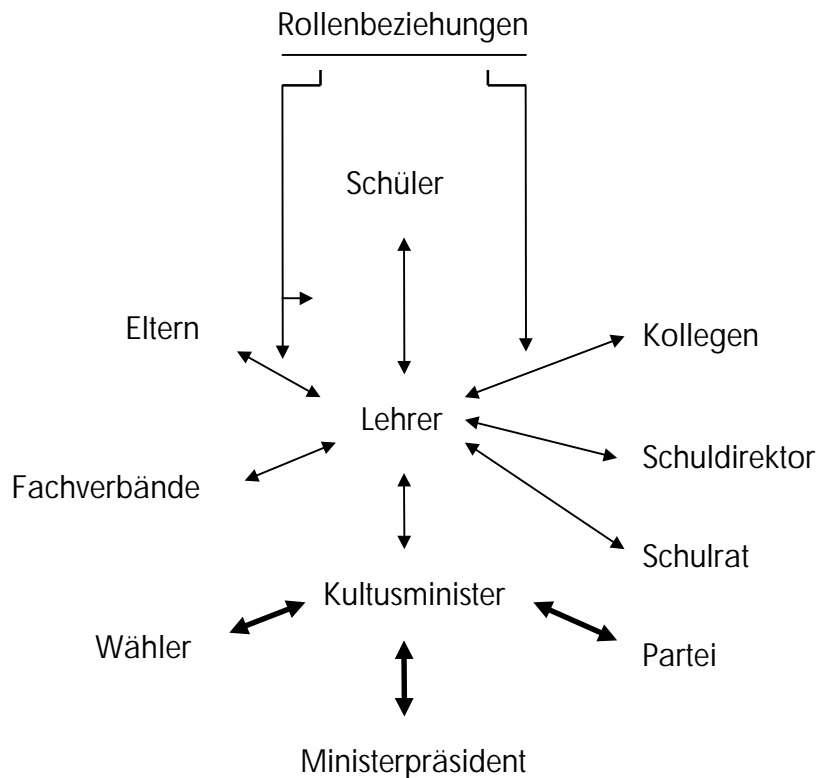 Rollenbeziehungen
Schüler
Eltern
Kollegen
Lehrer
Schuldirektor
Fachverbände
Schulrat
Kultusminister
Wähler
Partei
Ministerpräsident